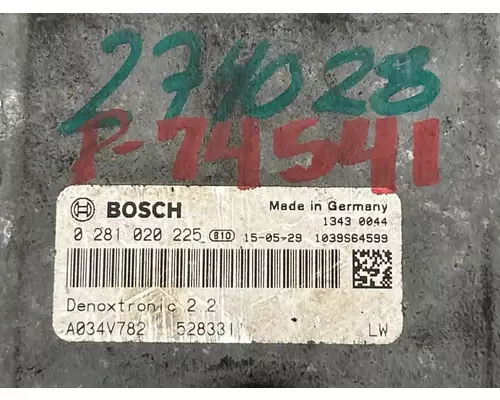 274028
P-74541
BOSCH
Made in Germany
1343 0044
0 281 020 225 810 15-05-29 1039S64599
Denoxtronic 2.2
A034V782 528331 LW